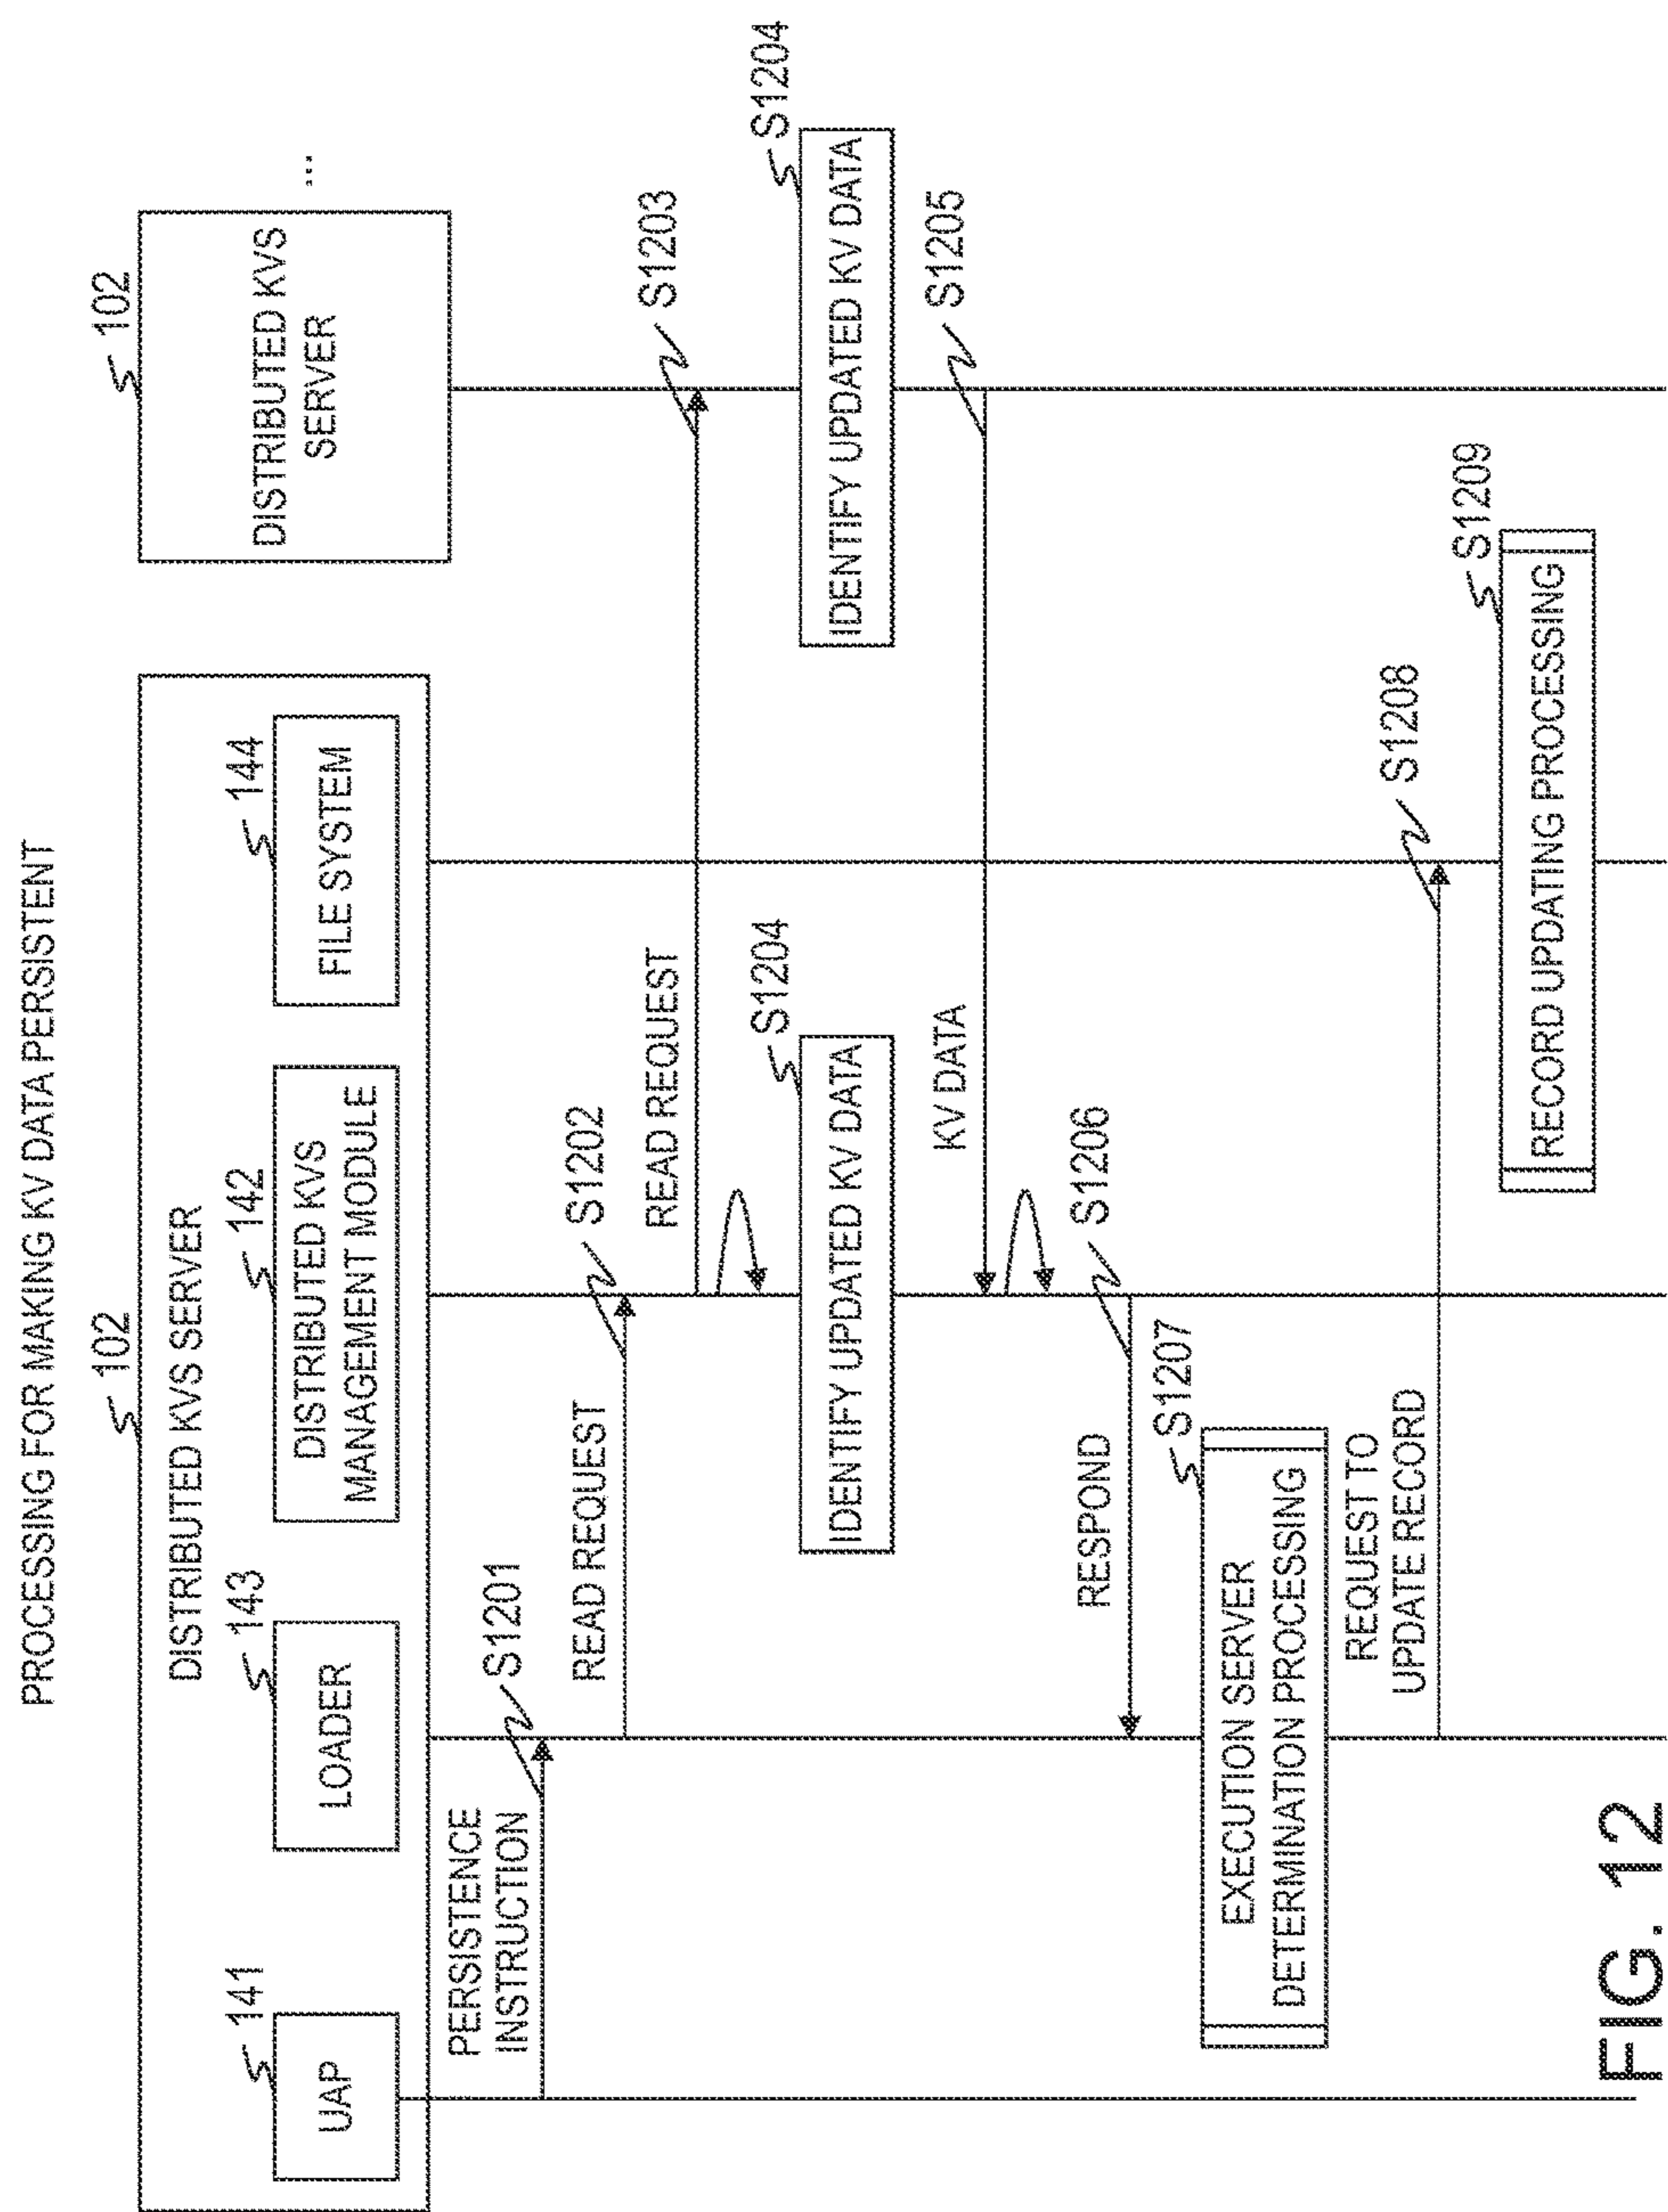 PROCESSING FOR MAKING KV DATA PERSISTENT
102
DISTRIBUTED KVS SERVER
141
UAP
143
LOADER
142
DISTRIBUTED KVS
MANAGEMENT MODULE
144
FILE SYSTEM
102
DISTRIBUTED KVS
SERVER
...
PERSISTENCE
INSTRUCTION
S1201
READ REQUEST
S1202
READ REQUEST
S1203
S1204
IDENTIFY UPDATED KV DATA
S1204
IDENTIFY UPDATED KV DATA
KV DATA
S1205
RESPOND
S1206
S1207
EXECUTION SERVER
DETERMINATION PROCESSING
REQUEST TO
UPDATE RECORD
S1208
S1209
RECORD UPDATING PROCESSING
FIG. 12